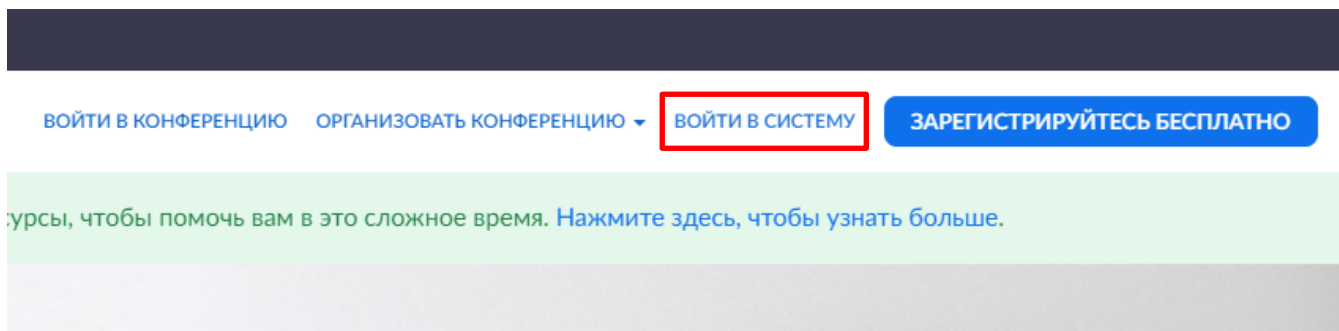 ВОЙТИ В КОНФЕРЕНЦИЮ ОРГАНИЗОВАТЬ КОНФЕРЕНЦИЮ ВОЙТИ В СИСТЕМУ ЗАРЕГИСТРИРУЙТЕСЬ БЕСПЛАТНО
урсы, чтобы помочь вам в это сложное время. Нажмите здесь, чтобы узнать больше.